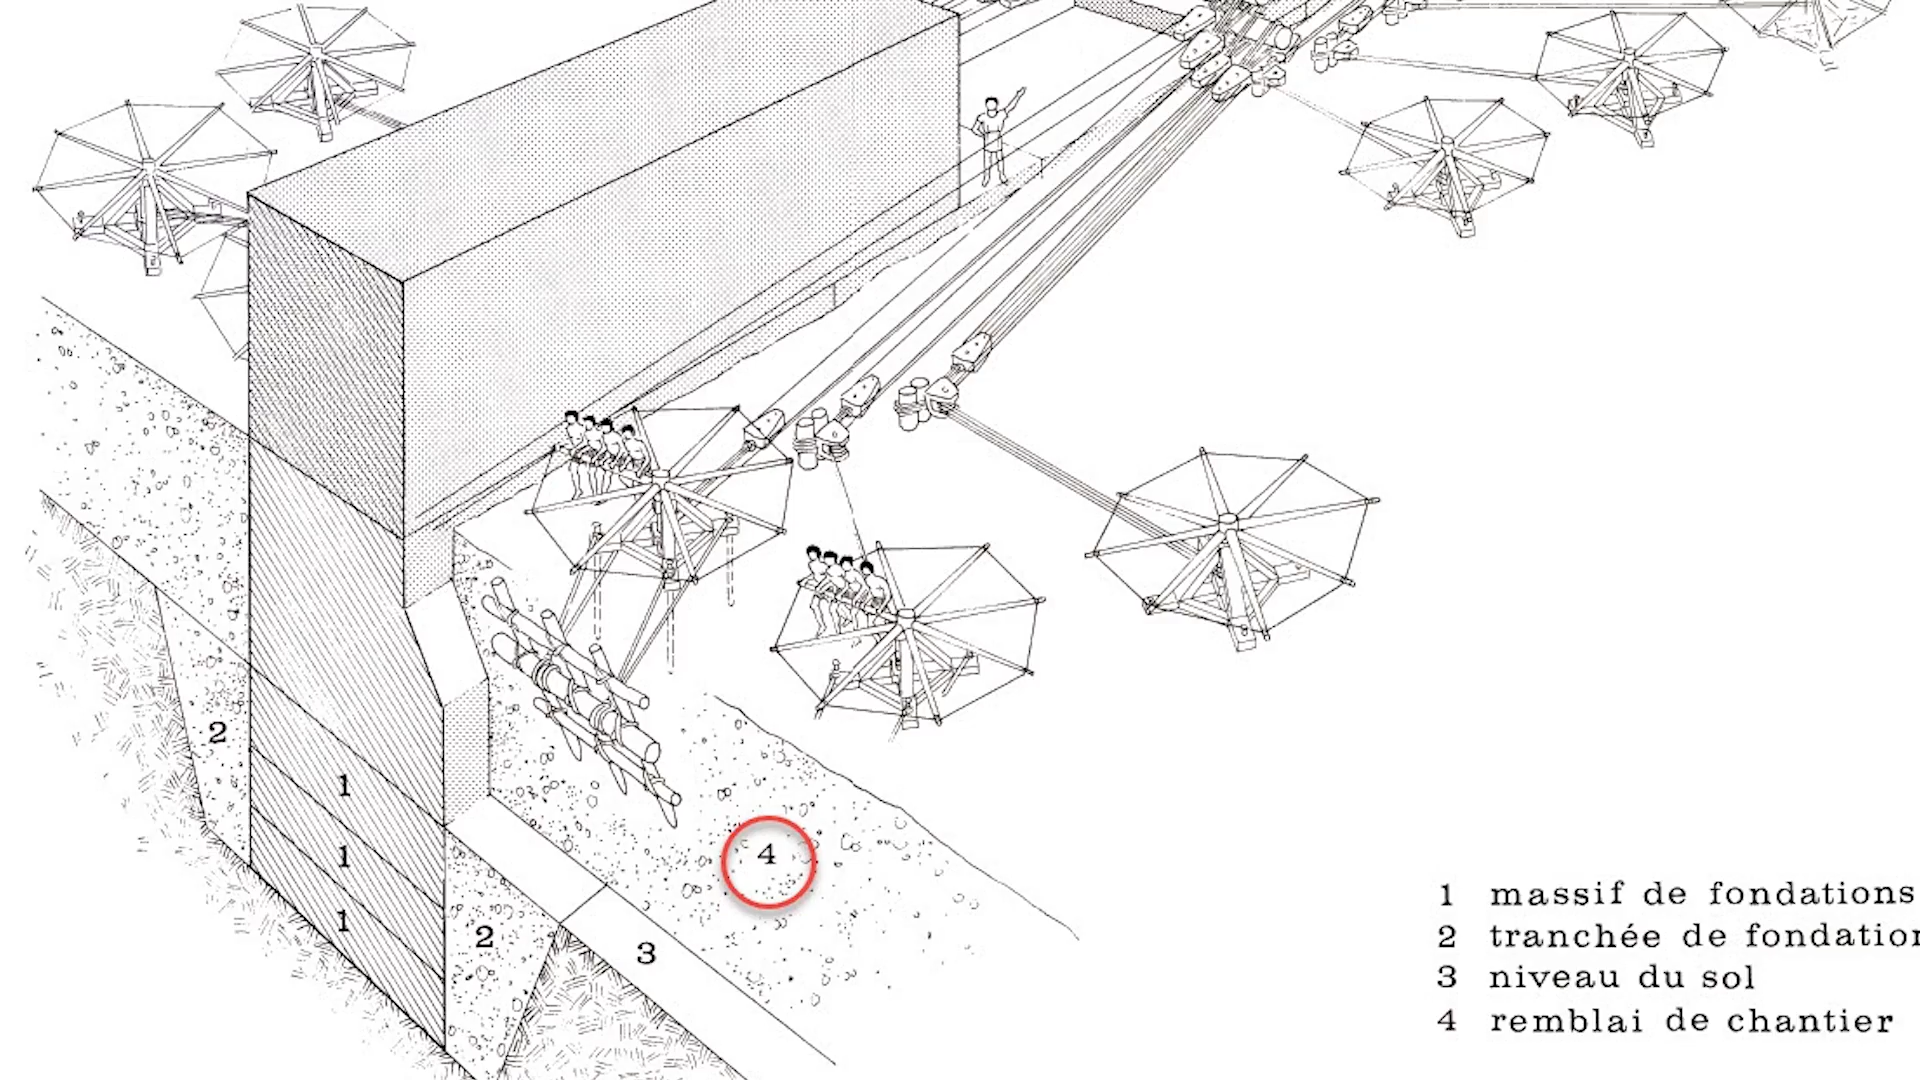 2
1
1
1
2
3
4
1 massif de fondations
2 tranchée de fondation
3 niveau du sol
4 remblai de chantier